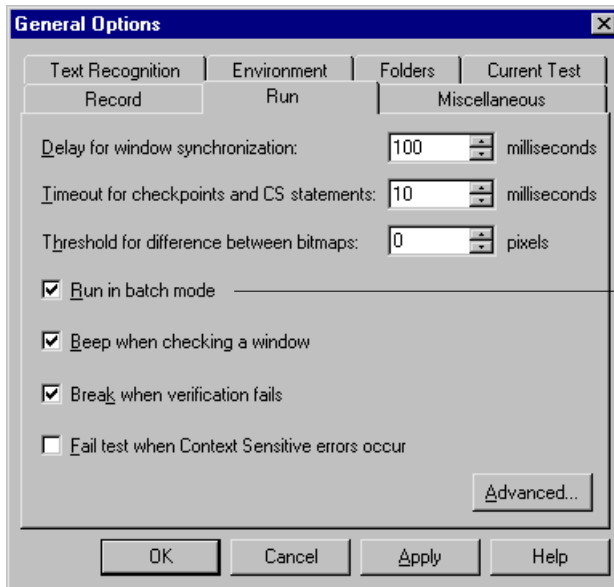 General Options
Text Recognition Environment Folders Current Test
Record Run Miscellaneous
Delay for window synchronization: 100 milliseconds
Timeout for checkpoints and CS statements: 10 milliseconds
Threshold for difference between bitmaps: 0 pixels
Run in batch mode
Beep when checking a window
Break when verification fails
Fail test when Context Sensitive errors occur
Advanced...
OK Cancel Apply Help